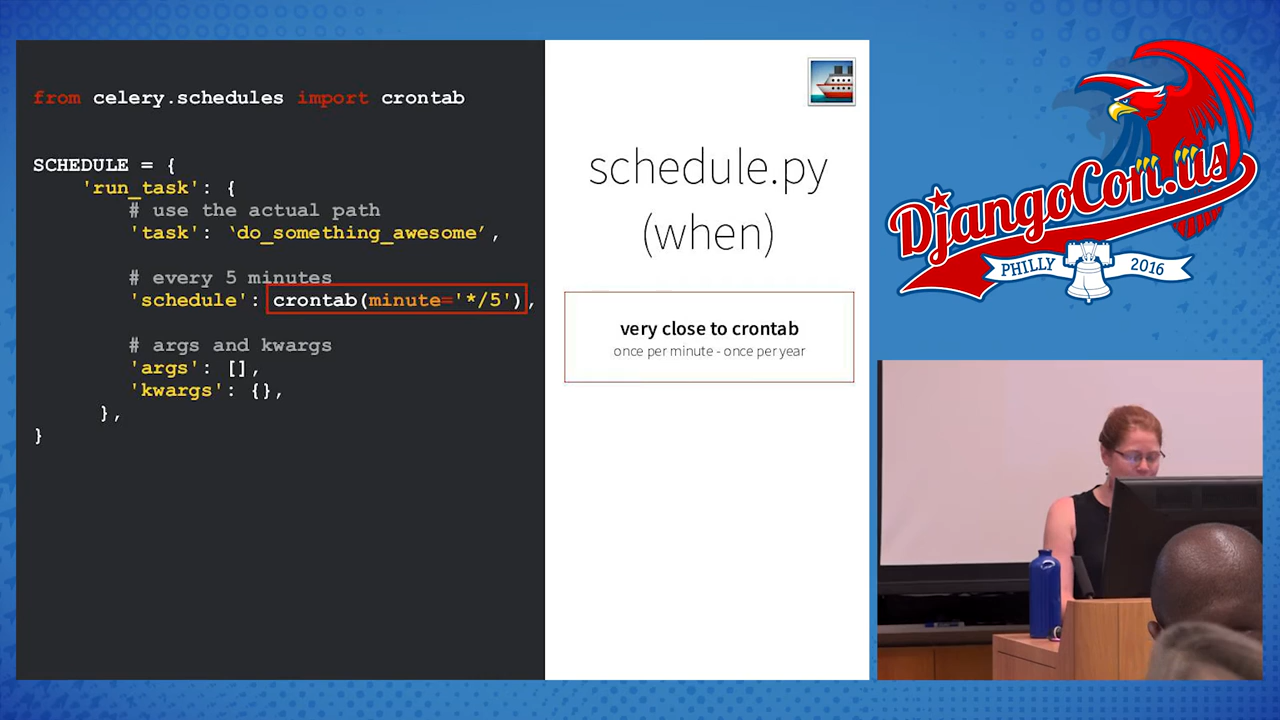 from celery.schedules import crontab
SCHEDULE = {
'run_task': {
# use the actual path
'task': ‘do_something_awesome’,
# every 5 minutes
'schedule': crontab(minute='*/5'),
# args and kwargs
'args': [],
'kwargs': {},
},
}
schedule.py
(when)
very close to crontab
once per minute - once per year
DjangoCon.us
PHILLY 2016